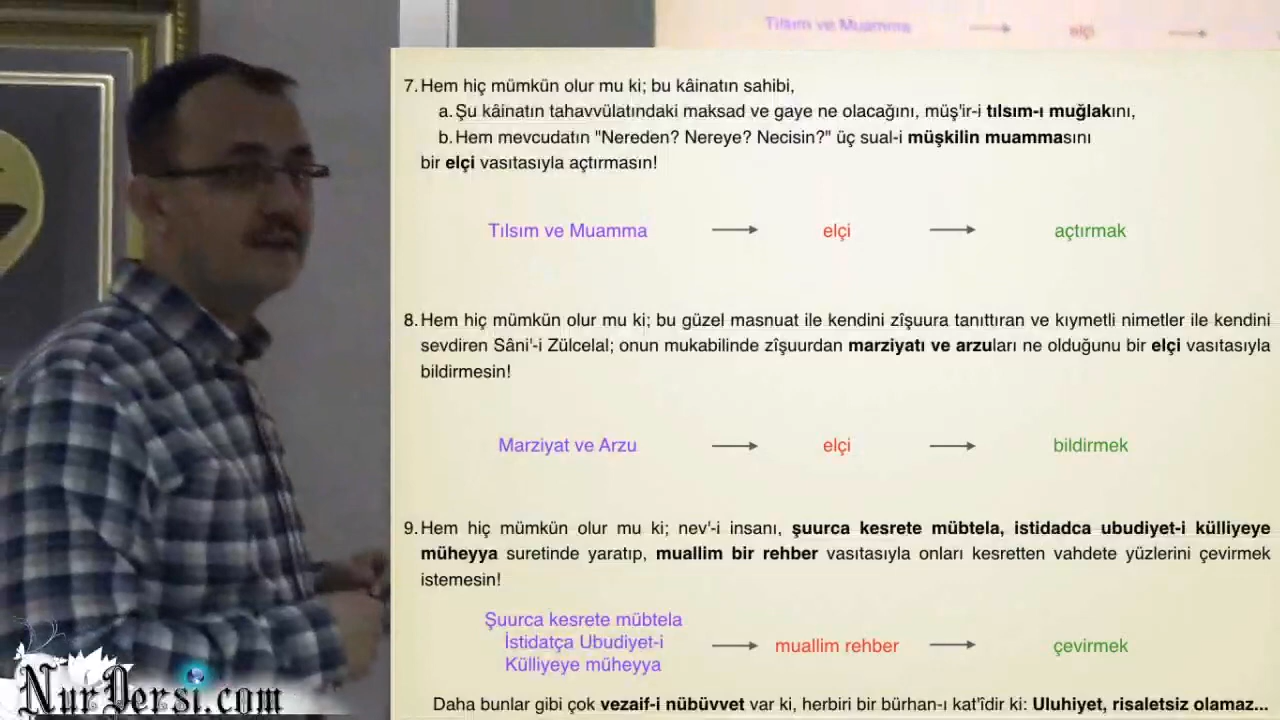 Tılsım ve Muamma → elçi →
7. Hem hiç mümkün olur mu ki; bu kâinatın sahibi,
a. Şu kâinatın tahavvülatındaki maksad ve gaye ne olacağını, müş'ir-i tılsım-ı muğlakını,
b. Hem mevcudatın "Nereden? Nereye? Necisin?" üç sual-i müşkilin muammasını
bir elçi vasıtasıyla açtırmasın!
Tılsım ve Muamma → elçi → açtırmak
8. Hem hiç mümkün olur mu ki; bu güzel masnuat ile kendini zîşuura tanıttıran ve kıymetli nimetler ile kendini
sevdiren Sâni'-i Zülcelal; onun mukabilinde zîşuurdan marziyatı ve arzuları ne olduğunu bir elçi vasıtasıyla
bildirmesin!
Marziyat ve Arzu → elçi → bildirmek
9. Hem hiç mümkün olur mu ki; nev'-i insanı, şuurca kesrete mübtela, istidadca ubudiyet-i külliyeye
müheyya suretinde yaratıp, muallim bir rehber vasıtasıyla onları kesretten vahdete yüzlerini çevirmek
istemesin!
Şuurca kesrete mübtela
İstidatça Ubudiyet-i
Külliyeye müheyya → muallim rehber → çevirmek
Daha bunlar gibi çok vezaif-i nübüvvet var ki, herbiri bir bürhan-ı kat'îdir ki: Uluhiyet, risaletsiz olamaz...
NurDersi.com